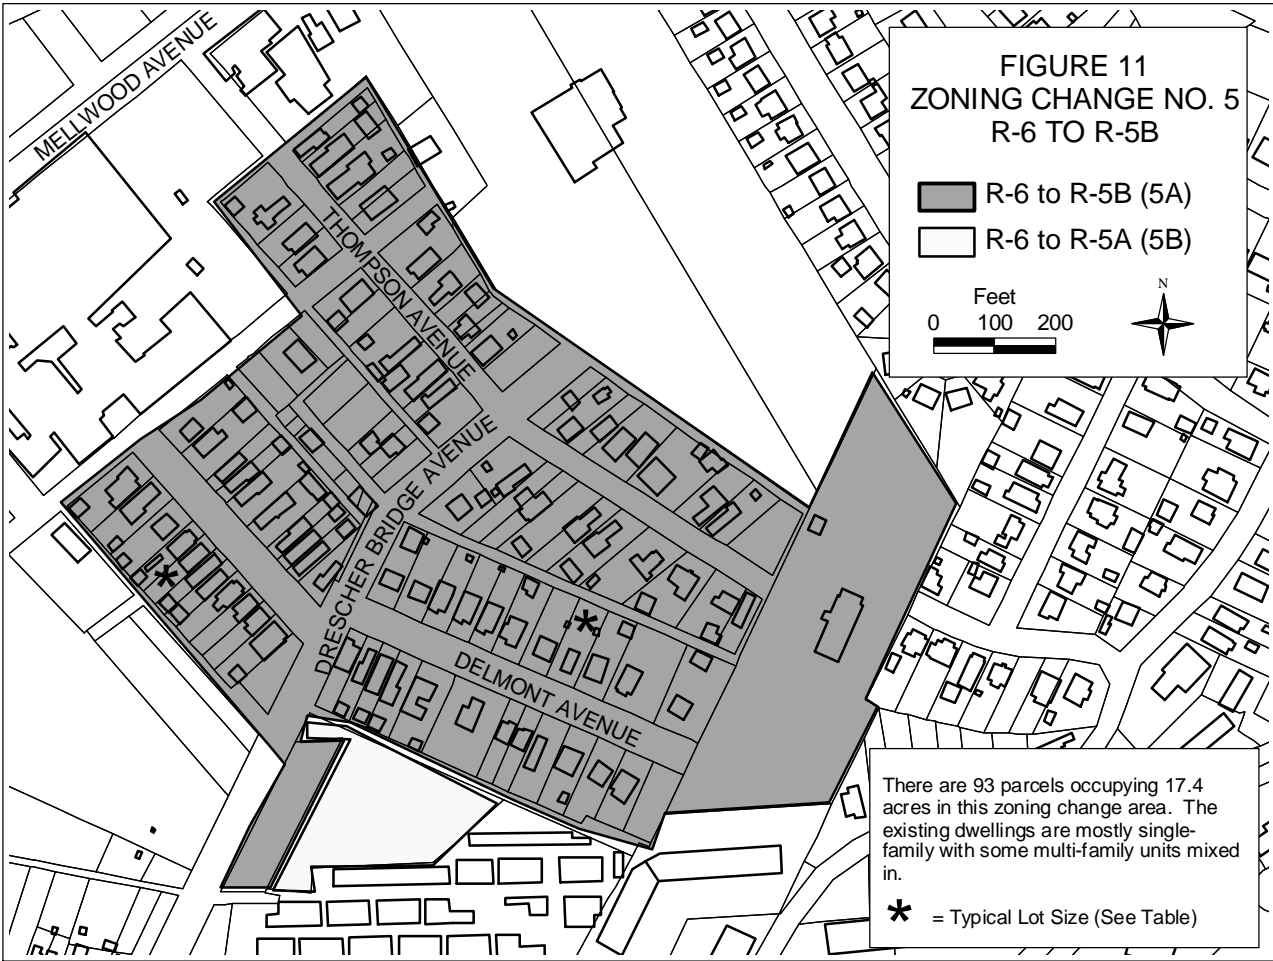 MELLWOOD AVENUE
FIGURE 11
ZONING CHANGE NO. 5
R-6 TO R-5B
R-6 to R-5B (5A)
R-6 to R-5A (5B)
Feet
0 100 200
N
THOMPSON AVENUE
DRESCHER BRIDGE AVENUE
DELMONT AVENUE
*
*
There are 93 parcels occupying 17.4
acres in this zoning change area. The
existing dwellings are mostly single-
family with some multi-family units mixed
in.
* = Typical Lot Size (See Table)